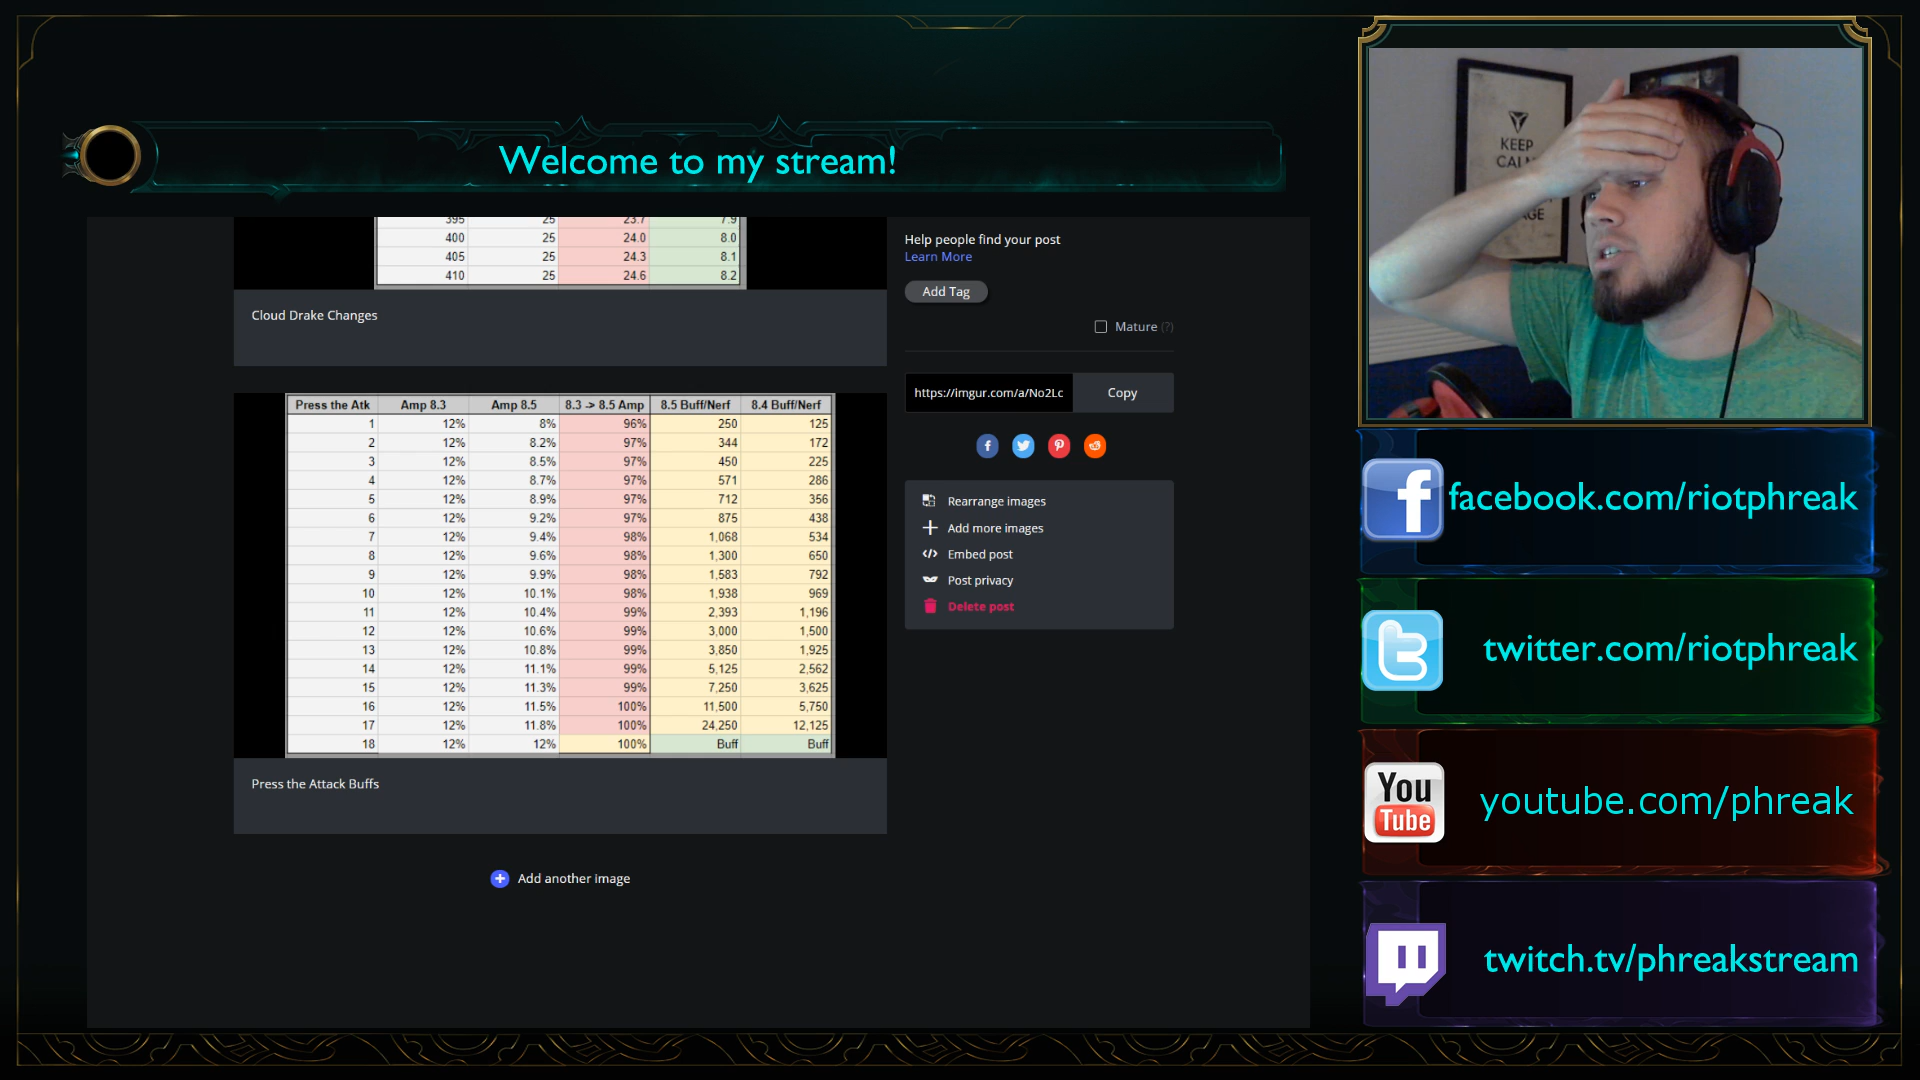 Welcome to my stream!
395 25 23.7 7.9
400 25 24.0 8.0
405 25 24.3 8.1
410 25 24.6 8.2
Cloud Drake Changes
Press the Atk Amp 8.3 Amp 8.5 8.3 -> 8.5 Amp 8.5 Buff/Nerf 8.4 Buff/Nerf
1 12% 8% 96% 250 125
2 12% 8.2% 97% 344 172
3 12% 8.5% 97% 450 225
4 12% 8.7% 97% 571 286
5 12% 8.9% 97% 712 356
6 12% 9.2% 97% 875 438
7 12% 9.4% 98% 1,068 534
8 12% 9.6% 98% 1,300 650
9 12% 9.9% 98% 1,583 792
10 12% 10.1% 98% 1,938 969
11 12% 10.4% 99% 2,393 1,196
12 12% 10.6% 99% 3,000 1,500
13 12% 10.8% 99% 3,850 1,925
14 12% 11.1% 99% 5,125 2,562
15 12% 11.3% 99% 7,250 3,625
16 12% 11.5% 100% 11,500 5,750
17 12% 11.8% 100% 24,250 12,125
18 12% 12% 100% Buff Buff
Press the Attack Buffs
Add another image
Help people find your post
Learn More
Add Tag
Mature (?)
https://imgur.com/a/No2Lc Copy
Rearrange images
Add more images
Embed post
Post privacy
Delete post
KEEP
facebook.com/riotphreak
twitter.com/riotphreak
You
Tube
youtube.com/phreak
twitch.tv/phreakstream